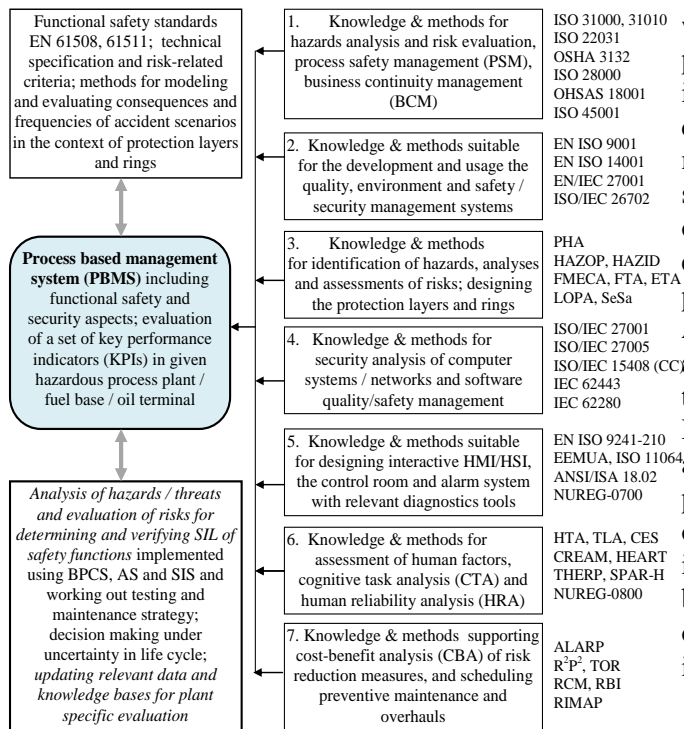 Functional safety standards
EN 61508, 61511; technical
specification and risk-related
criteria; methods for modeling
and evaluating consequences and
frequencies of accident scenarios
in the context of protection layers
and rings
Process based management
system (PBMS) including
functional safety and
security aspects; evaluation
of a set of key performance
indicators (KPIs) in given
hazardous process plant /
fuel base / oil terminal
Analysis of hazards / threats
and evaluation of risks for
determining and verifying SIL of
safety functions implemented
using BPCS, AS and SIS and
working out testing and
maintenance strategy;
decision making under
uncertainty in life cycle;
updating relevant data and
knowledge bases for plant
specific evaluation
1. Knowledge & methods for
hazards analysis and risk evaluation,
process safety management (PSM),
business continuity management
(BCM)
ISO 31000, 31010
ISO 22031
OSHA 3132
ISO 28000
OHSAS 18001
ISO 45001
2. Knowledge & methods suitable
for the development and usage the
quality, environment and safety /
security management systems
EN ISO 9001
EN ISO 14001
EN/IEC 27001
ISO/IEC 26702
3. Knowledge & methods
for identification of hazards, analyses
and assessments of risks; designing
the protection layers and rings
PHA
HAZOP, HAZID
FMECA, FTA, ETA
LOPA, SeSa
4. Knowledge & methods for
security analysis of computer
systems / networks and software
quality/safety management
ISO/IEC 27001
ISO/IEC 27005
ISO/IEC 15408 (CC)
IEC 62443
IEC 62280
5. Knowledge & methods suitable
for designing interactive HMI/HSI,
the control room and alarm system
with relevant diagnostics tools
EN ISO 9241-210
EEMUA, ISO 11064,
ANSI/ISA 18.02
NUREG-0700
6. Knowledge & methods for
assessment of human factors,
cognitive task analysis (CTA) and
human reliability analysis (HRA)
HTA, TLA, CES
CREAM, HEART
THERP, SPAR-H
NUREG-0800
7. Knowledge & methods supporting
cost-benefit analysis (CBA) of risk
reduction measures, and scheduling
preventive maintenance and
overhauls
ALARP
R²P², TOR
RCM, RBI
RIMAP